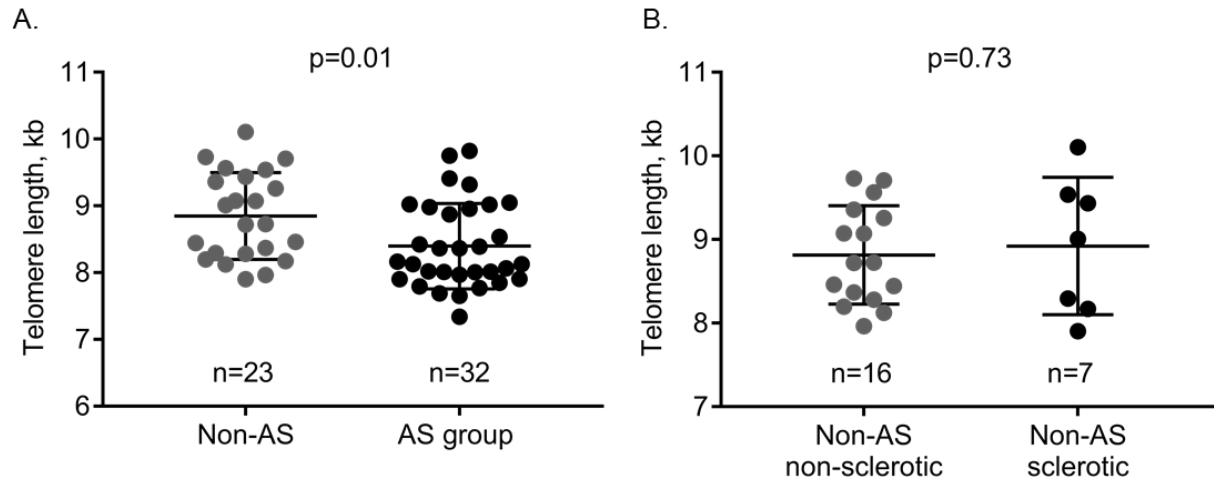 A.
p=0.01
Telomere length, kb
11
10
9
8
7
6
n=23
n=32
Non-AS
AS group
B.
p=0.73
Telomere length, kb
11
10
9
8
7
n=16
n=7
Non-AS
non-sclerotic
Non-AS
sclerotic